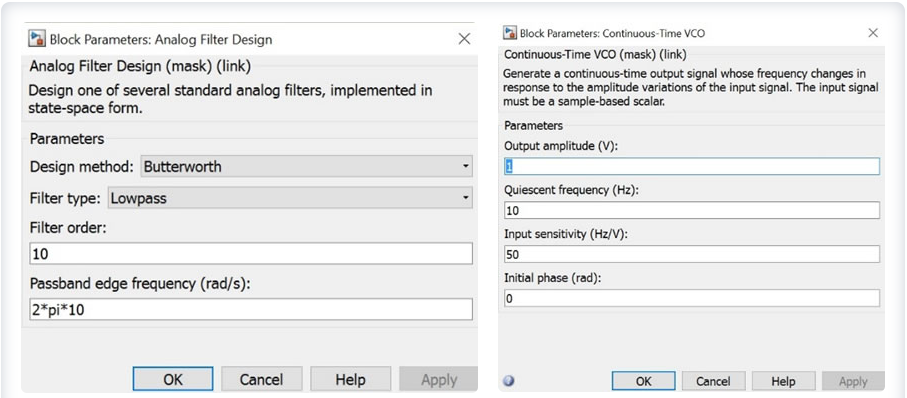 Block Parameters: Analog Filter Design
Analog Filter Design (mask) (link)
Design one of several standard analog filters, implemented in
state-space form.
Parameters
Design method: Butterworth
Filter type: Lowpass
Filter order:
10
Passband edge frequency (rad/s):
2*pi*10
OK Cancel Help Apply
Block Parameters: Continuous-Time VCO
Continuous-Time VCO (mask) (link)
Generate a continuous-time output signal whose frequency changes in
response to the amplitude variations of the input signal. The input signal
must be a sample-based scalar.
Parameters
Output amplitude (V):
1
Quiescent frequency (Hz):
10
Input sensitivity (Hz/V):
50
Initial phase (rad):
0
OK Cancel Help Apply